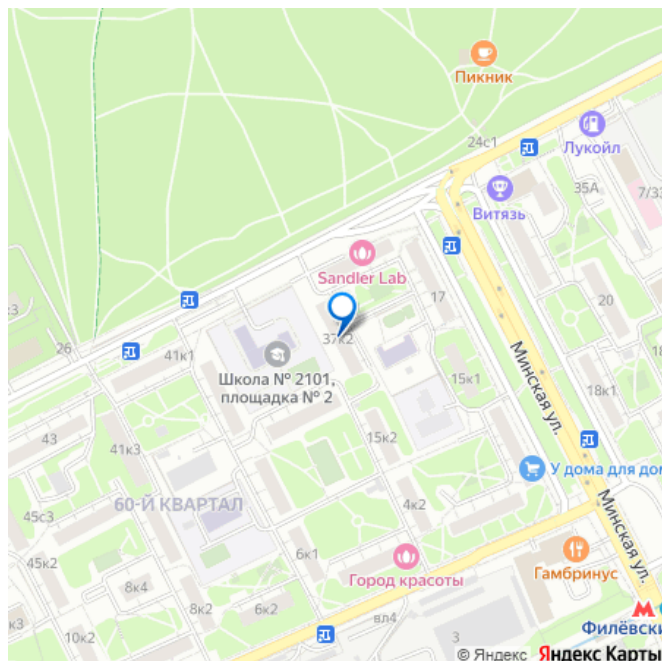 Пикник
24с1
Лукойл
35А
7/33
Витязь
Sandler Lab
17
20
37к2
26
41к1
Школа № 2101,
площадка № 2
15к1
18к1
Минская ул.
43
41к3
15к2
У дома для дом
45с3
60-Й КВАРТАЛ
4к2
Минская ул.
45к2
6к1
Город красоты
Гамбринус
8к4
8к2
6к2
вл4
10к2
3
Филёвски
© Яндекс Яндекс Карты